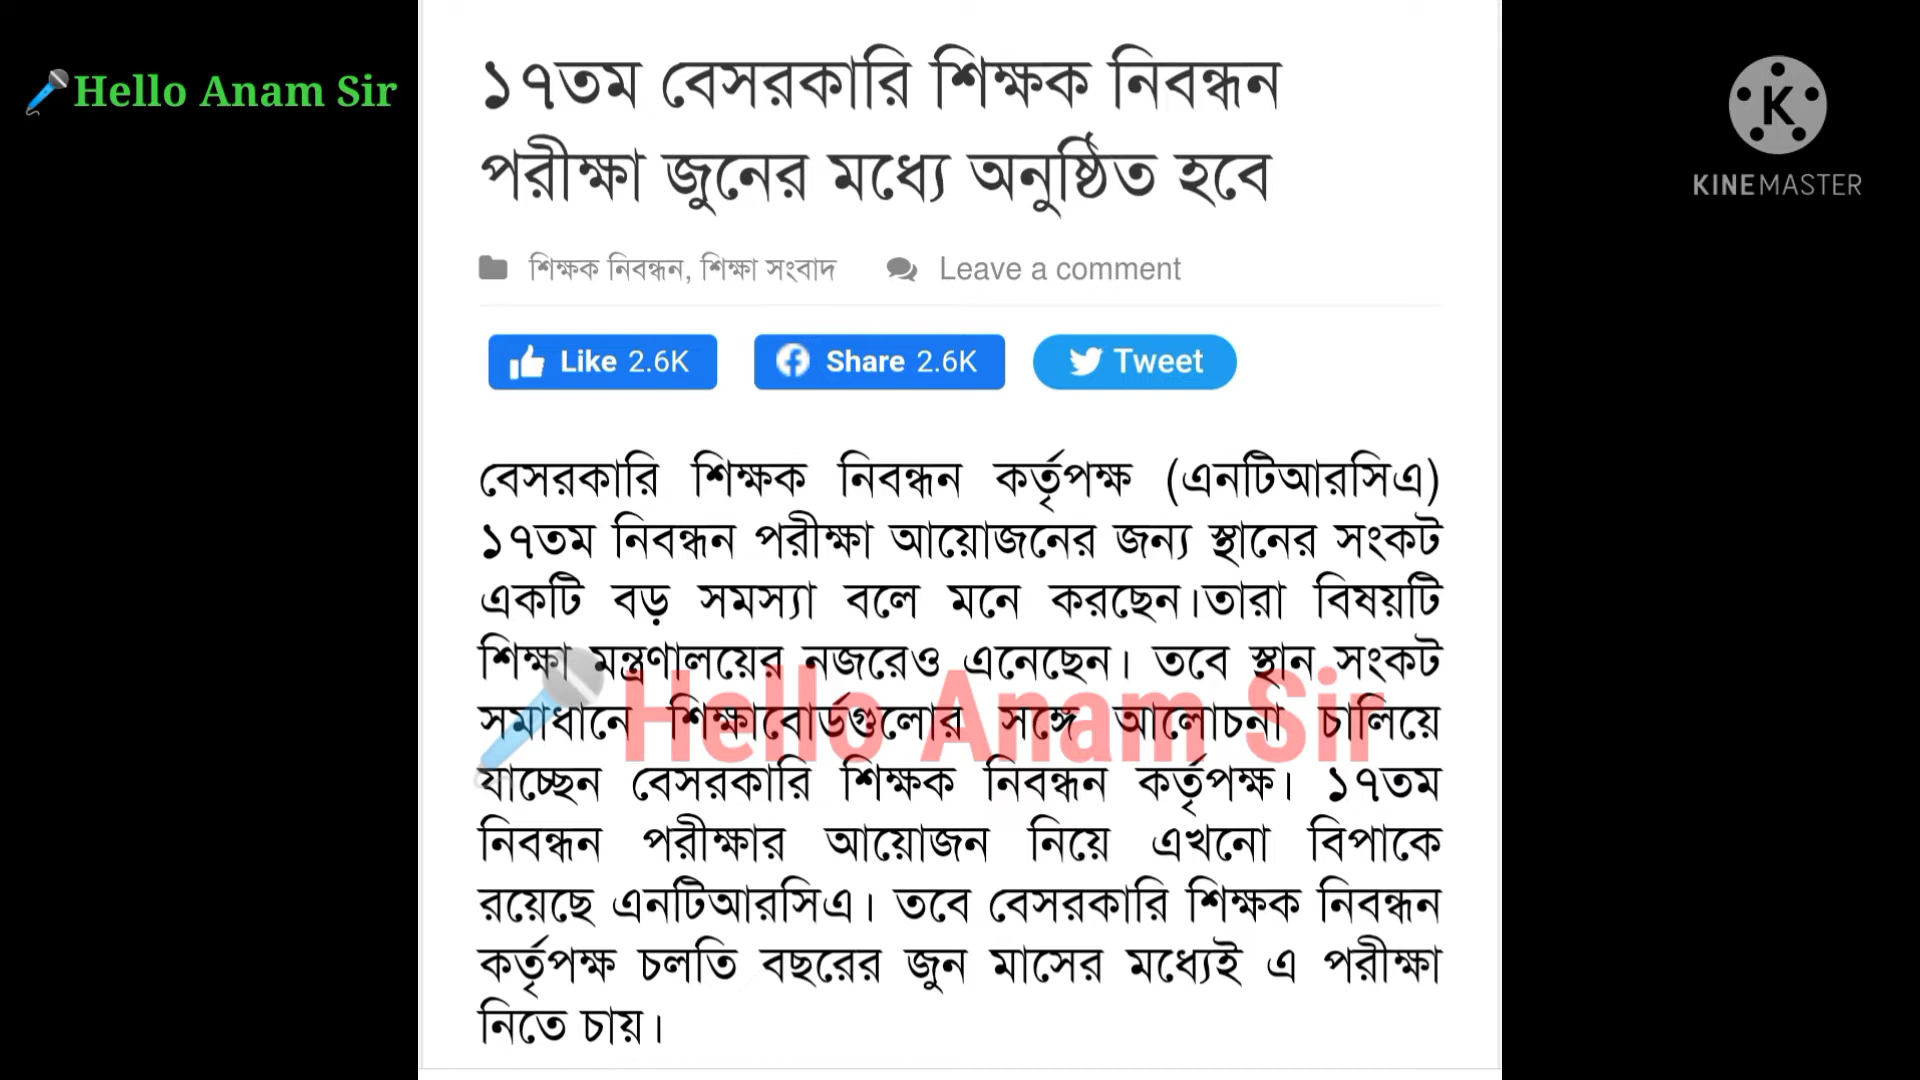 🎤Hello Anam Sir
KINEMASTER
১৭তম বেসরকারি শিক্ষক নিবন্ধন
পরীক্ষা জুনের মধ্যে অনুষ্ঠিত হবে
শিক্ষক নিবন্ধন, শিক্ষা সংবাদ Leave a comment
Like 2.6K Share 2.6K Tweet
বেসরকারি শিক্ষক নিবন্ধন কর্তৃপক্ষ (এনটিআরসিএ)
১৭তম নিবন্ধন পরীক্ষা আয়োজনের জন্য স্থানের সংকট
একটি বড় সমস্যা বলে মনে করছেন।তারা বিষয়টি
শিক্ষা মন্ত্রণালয়ের নজরেও এনেছেন। তবে স্থান সংকট
সমাধানে শিক্ষাবোর্ডগুলোর সঙ্গে আলোচনা চালিয়ে
🎤Hello Anam Sir
যাচ্ছেন বেসরকারি শিক্ষক নিবন্ধন কর্তৃপক্ষ। ১৭তম
নিবন্ধন পরীক্ষার আয়োজন নিয়ে এখনো বিপাকে
রয়েছে এনটিআরসিএ। তবে বেসরকারি শিক্ষক নিবন্ধন
কর্তৃপক্ষ চলতি বছরের জুন মাসের মধ্যেই এ পরীক্ষা
নিতে চায়।